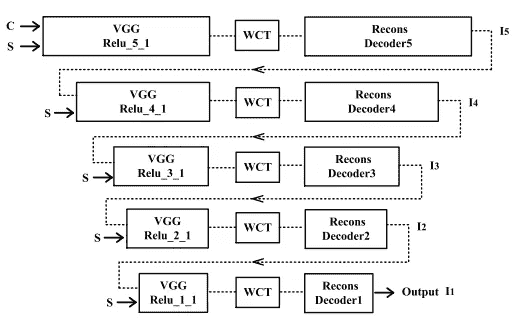 C
S
VGG
Relu_5_1
WCT
Recons
Decoder5
I5
S
VGG
Relu_4_1
WCT
Recons
Decoder4
I4
S
VGG
Relu_3_1
WCT
Recons
Decoder3
I3
S
VGG
Relu_2_1
WCT
Recons
Decoder2
I2
S
VGG
Relu_1_1
WCT
Recons
Decoder1
Output I1